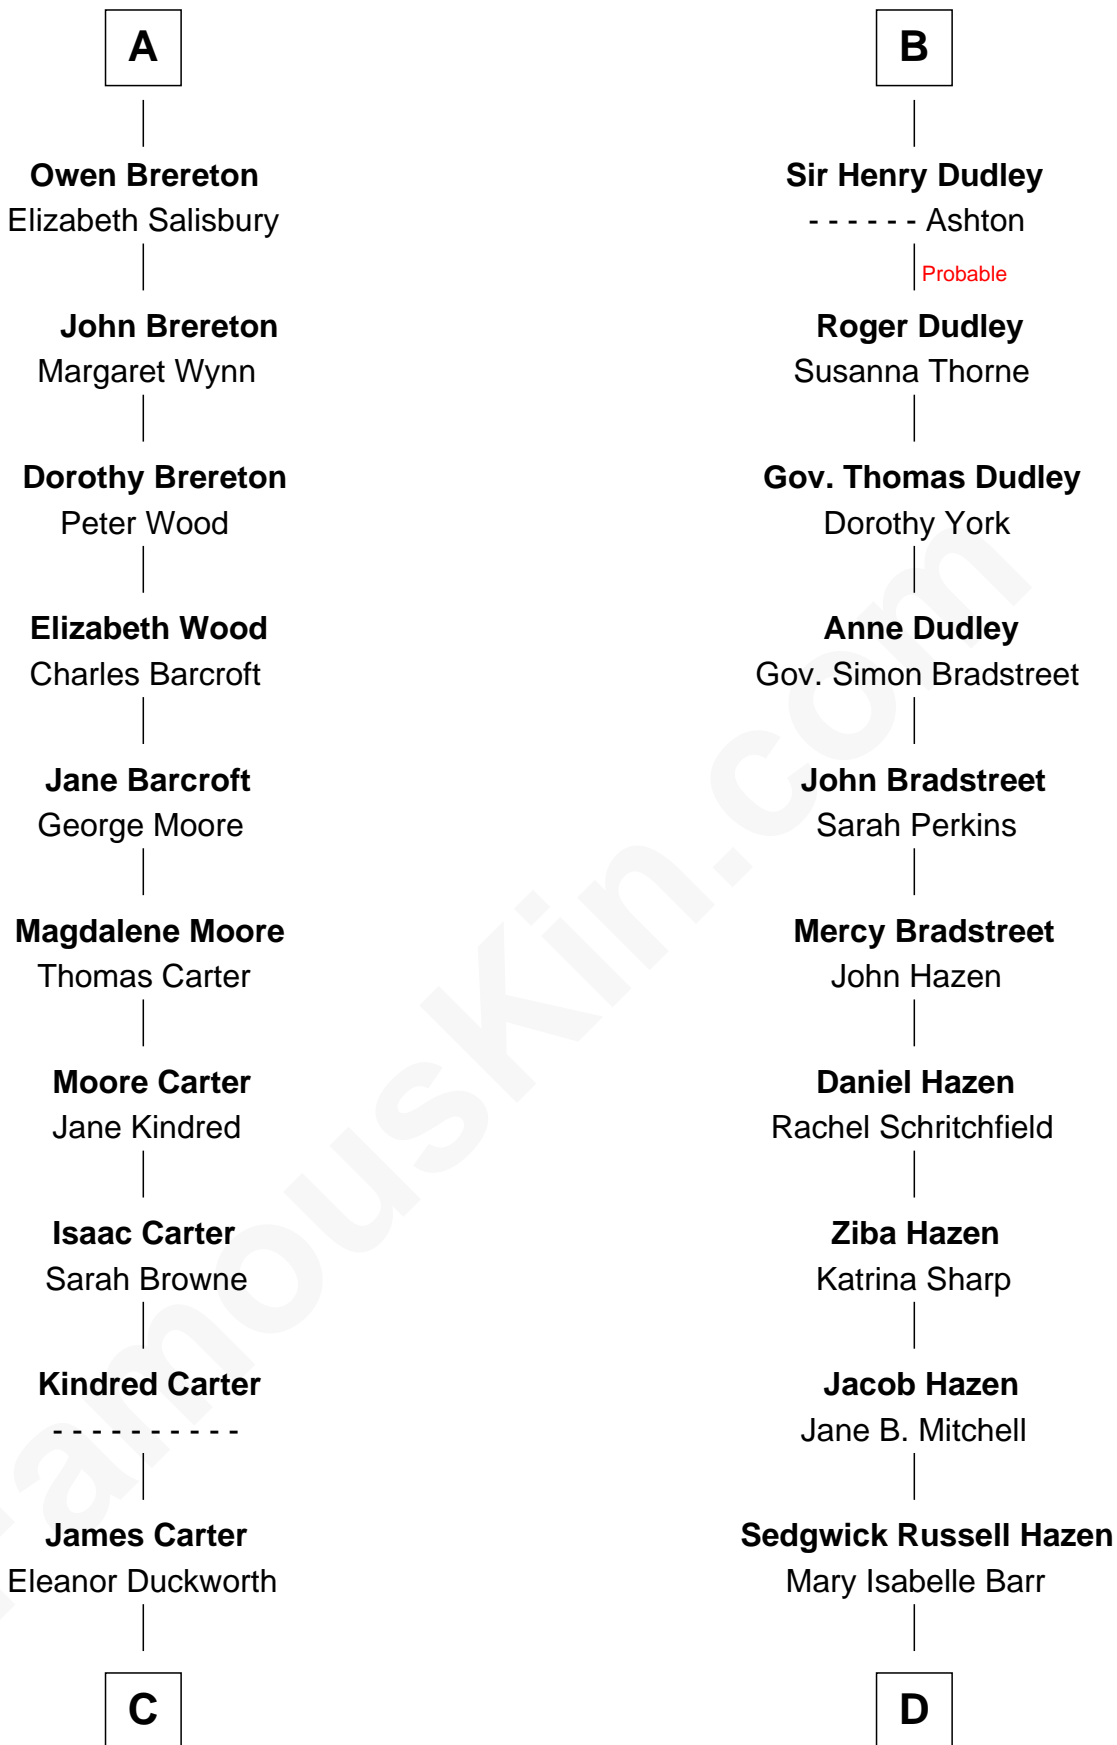 A
Owen Brereton
Elizabeth Salisbury
John Brereton
Margaret Wynn
Dorothy Brereton
Peter Wood
Elizabeth Wood
Charles Barcroft
Jane Barcroft
George Moore
Magdalene Moore
Thomas Carter
Moore Carter
Jane Kindred
Isaac Carter
Sarah Browne
Kindred Carter
- - - - - - - - - -
James Carter
Eleanor Duckworth
C
B
Sir Henry Dudley
- - - - - - Ashton
Probable
Roger Dudley
Susanna Thorne
Gov. Thomas Dudley
Dorothy York
Anne Dudley
Gov. Simon Bradstreet
John Bradstreet
Sarah Perkins
Mercy Bradstreet
John Hazen
Daniel Hazen
Rachel Schritchfield
Ziba Hazen
Katrina Sharp
Jacob Hazen
Jane B. Mitchell
Sedgwick Russell Hazen
Mary Isabelle Barr
D
FamousKin.com